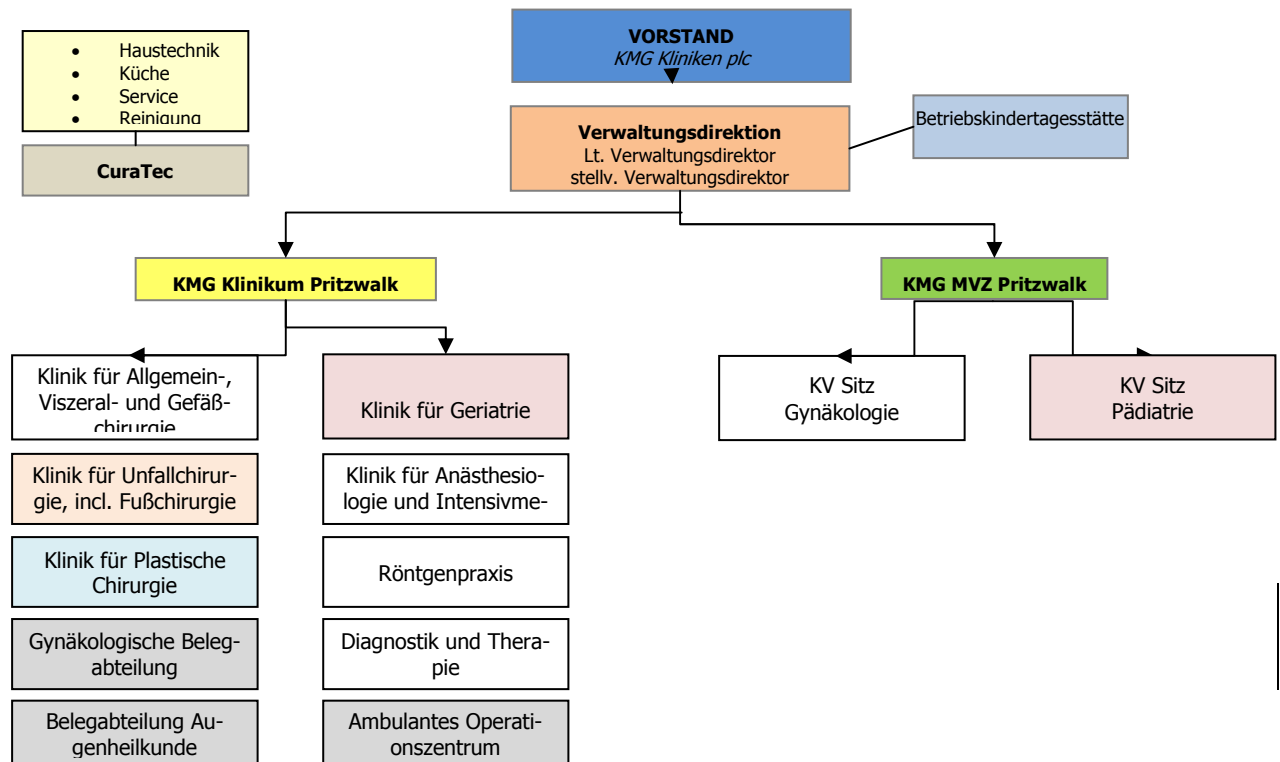 • Haustechnik
• Küche
• Service
• Reinigung
CuraTec
VORSTAND
KMG Kliniken plc
Verwaltungsdirektion
Lt. Verwaltungsdirektor
stellv. Verwaltungsdirektor
Betriebskindertagesstätte
KMG Klinikum Pritzwalk
KMG MVZ Pritzwalk
Klinik für Allgemein-,
Viszeral- und Gefäß-
chirurgie
Klinik für Geriatrie
KV Sitz
Gynäkologie
KV Sitz
Pädiatrie
Klinik für Unfallchirur-
gie, incl. Fußchirurgie
Klinik für Anästhesio-
logie und Intensivme-
Klinik für Plastische
Chirurgie
Röntgenpraxis
Gynäkologische Beleg-
abteilung
Diagnostik und Thera-
pie
Belegabteilung Au-
genheilkunde
Ambulantes Operati-
onszentrum